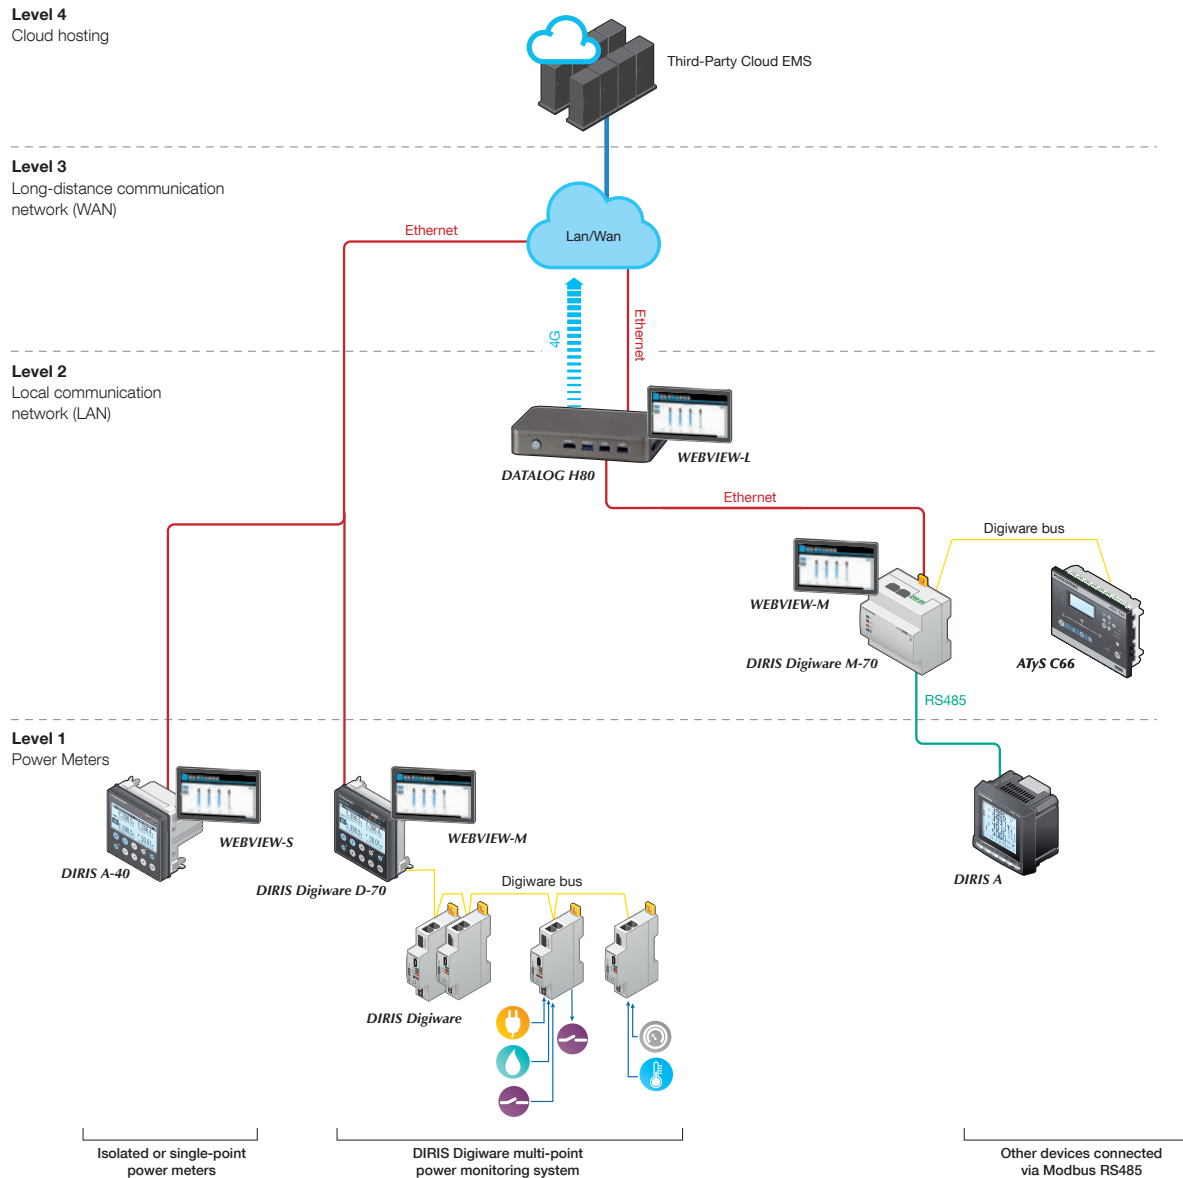 Level 4
Cloud hosting
Third-Party Cloud EMS
Level 3
Long-distance communication
network (WAN)
Ethernet
Lan/Wan
4G
Ethernet
Level 2
Local communication
network (LAN)
WEBVIEW-L
DATALOG H80
Ethernet
Digiware bus
WEBVIEW-M
DIRIS Digiware M-70
ATyS C66
RS485
Level 1
Power Meters
WEBVIEW-S
DIRIS A-40
WEBVIEW-M
DIRIS Digiware D-70
Digiware bus
DIRIS A
DIRIS Digiware
Isolated or single-point
power meters
DIRIS Digiware multi-point
power monitoring system
Other devices connected
via Modbus RS485